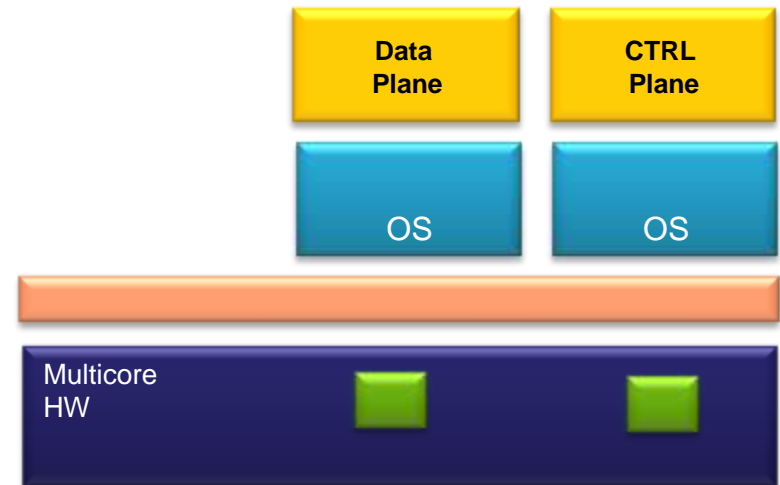 Data
Plane
CTRL
Plane
OS
OS
Multicore
HW